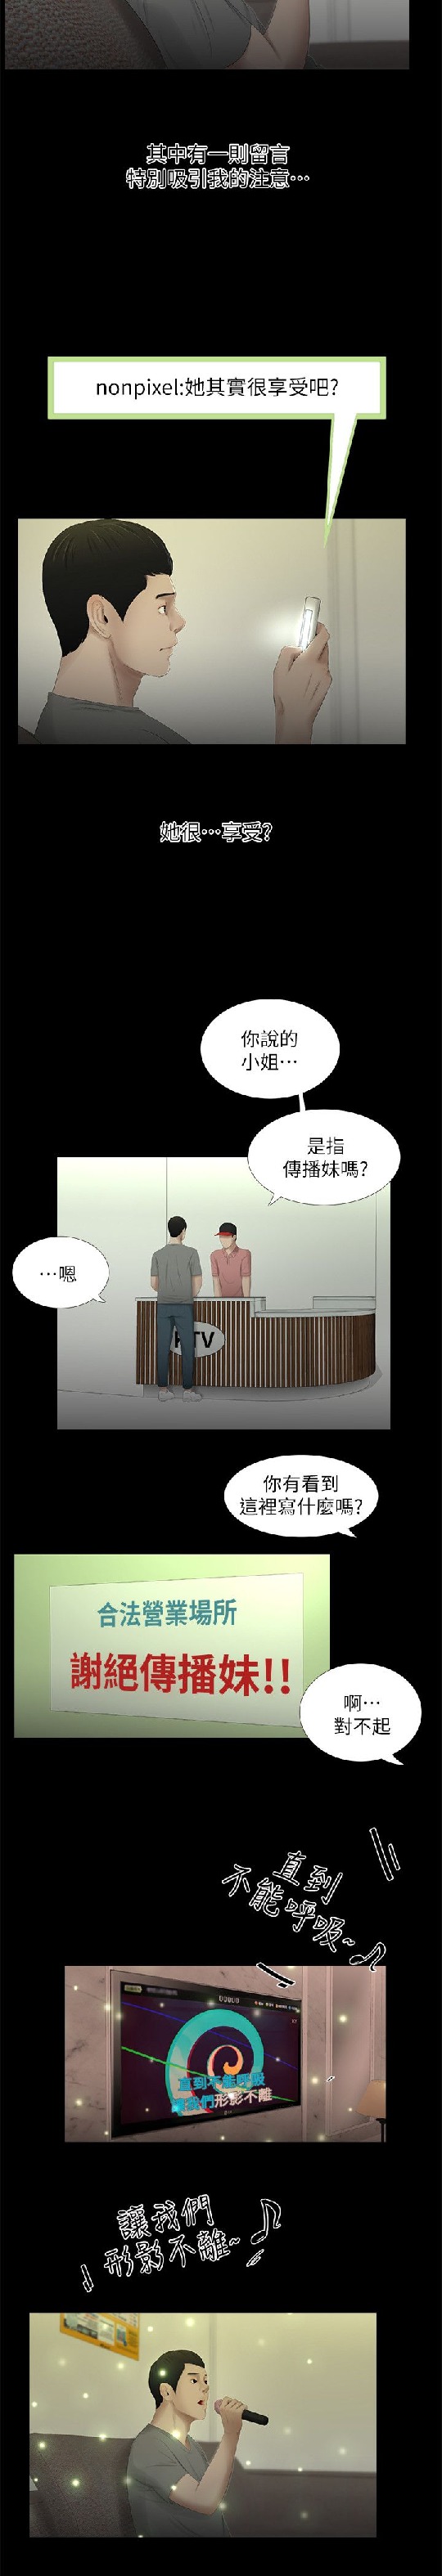 其中有一則留言
特別吸引我的注意…
nonpixel:她其實很享受吧?
她很…享受?
你說的
小姐…
是指
傳播妹嗎?
…嗯
TV
你有看到
這裡寫什麼嗎?
合法營業場所
謝絕傳播妹!!
啊…
對不起
直到
不能呼吸~
直到不能呼吸
讓我們形影不離
讓我們
形影不離~